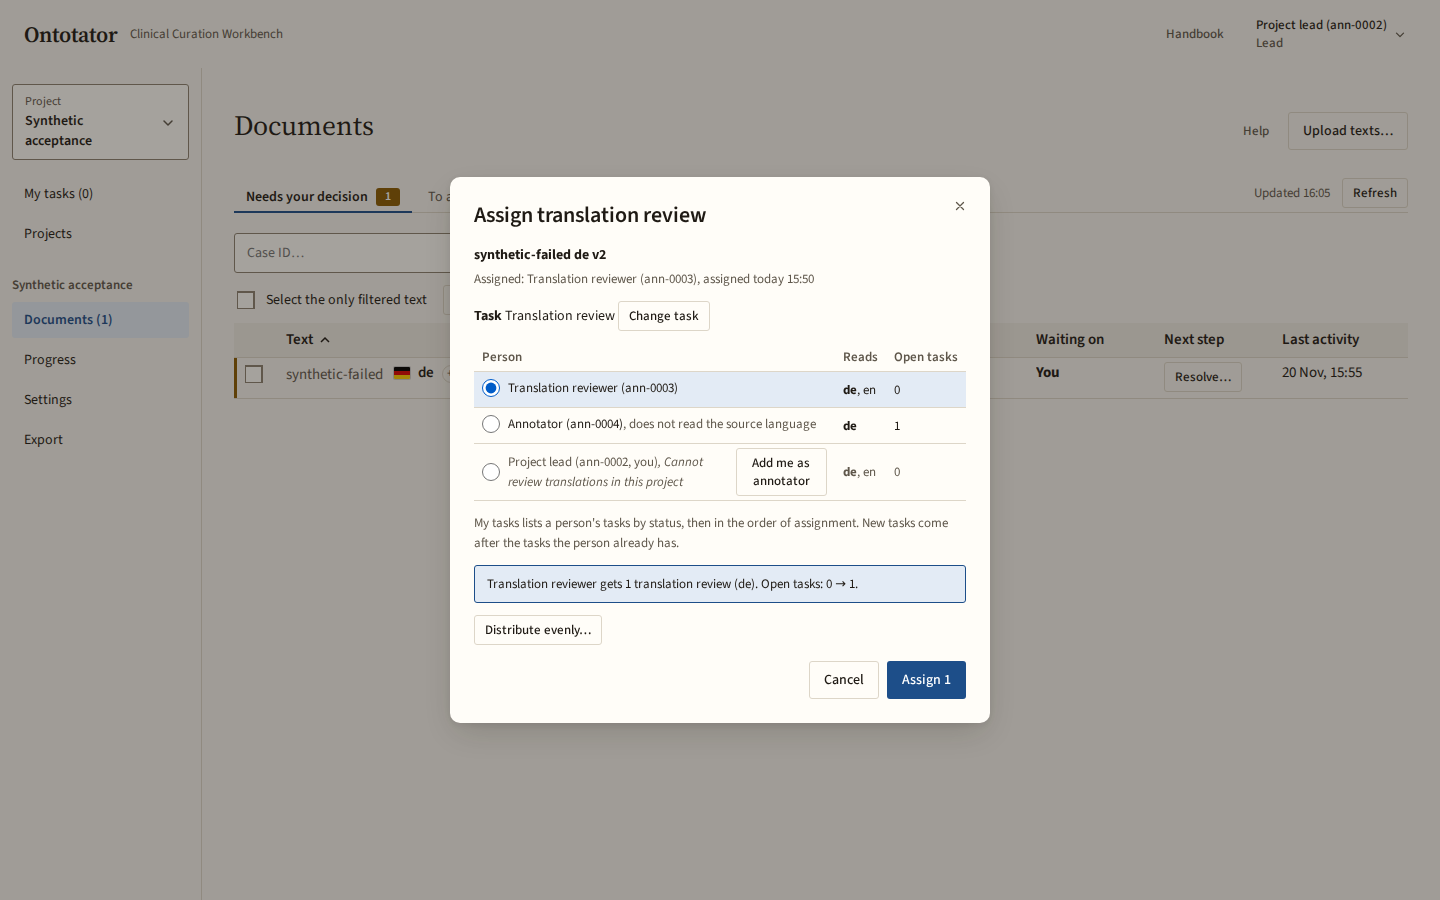 Ontotator Clinical Curation Workbench
Handbook
Project lead (ann-0002)
Lead
Project
Synthetic
acceptance
My tasks (0)
Projects
Synthetic acceptance
Documents (1)
Progress
Settings
Export
Documents
Help
Upload texts…
Needs your decision 1
To
Updated 16:05
Refresh
Case ID…
Select the only filtered text
Text
Waiting on
Next step
Last activity
synthetic-failed de
You
Resolve…
20 Nov, 15:55
Assign translation review
synthetic-failed de v2
Assigned: Translation reviewer (ann-0003), assigned today 15:50
Task Translation review Change task
Person Reads Open tasks
Translation reviewer (ann-0003) de, en 0
Annotator (ann-0004), does not read the source language de 1
Project lead (ann-0002, you), Cannot
review translations in this project
Add me as
annotator
de, en 0
My tasks lists a person's tasks by status, then in the order of assignment. New tasks come
after the tasks the person already has.
Translation reviewer gets 1 translation review (de). Open tasks: 0 → 1.
Distribute evenly…
Cancel
Assign 1